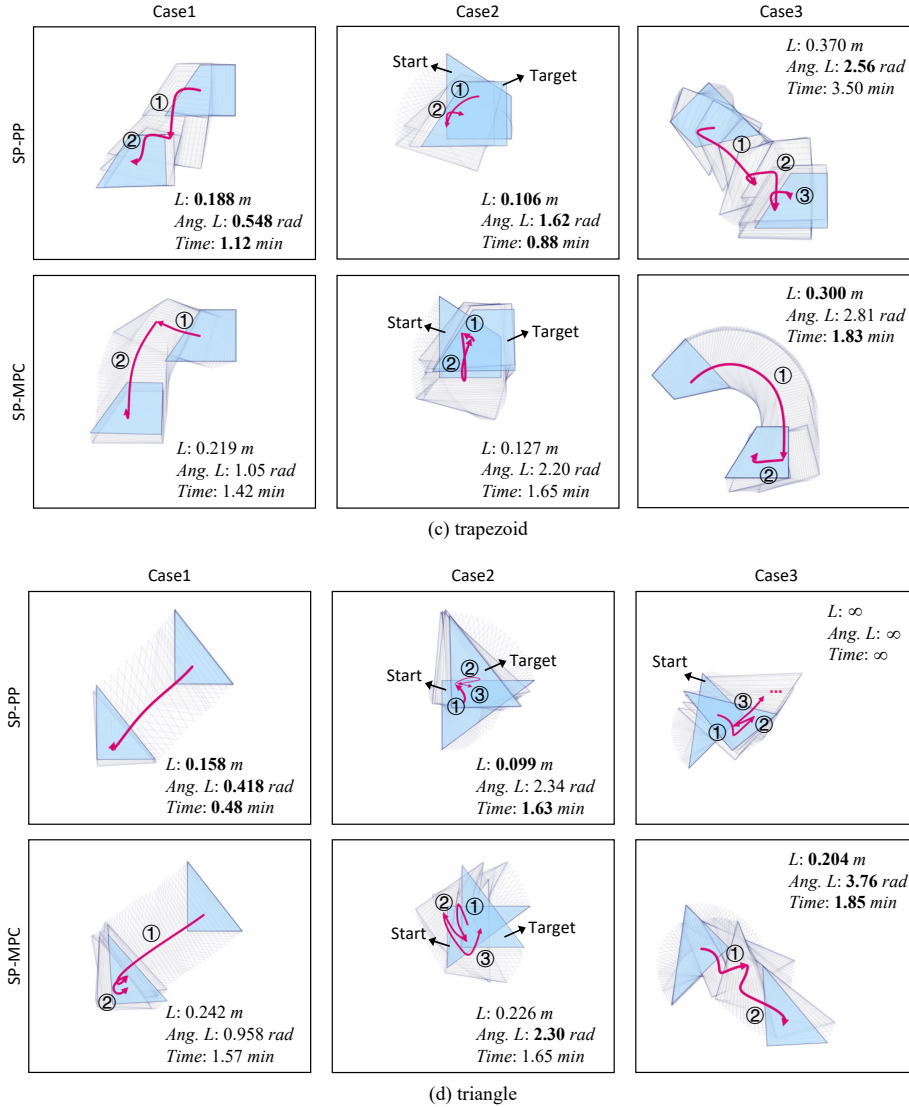 Case1 Case2 Case3
SP-PP
①
②
L: 0.188 m
Ang. L: 0.548 rad
Time: 1.12 min
Start
Target
①
②
L: 0.106 m
Ang. L: 1.62 rad
Time: 0.88 min
L: 0.370 m
Ang. L: 2.56 rad
Time: 3.50 min
①
②
③
SP-MPC
①
②
L: 0.219 m
Ang. L: 1.05 rad
Time: 1.42 min
①
Start
Target
②
L: 0.127 m
Ang. L: 2.20 rad
Time: 1.65 min
L: 0.300 m
Ang. L: 2.81 rad
Time: 1.83 min
①
②
(c) trapezoid
Case1 Case2 Case3
SP-PP
L: 0.158 m
Ang. L: 0.418 rad
Time: 0.48 min
Target
②
Start
③
①
L: 0.099 m
Ang. L: 2.34 rad
Time: 1.63 min
L: ∞
Ang. L: ∞
Time: ∞
Start
...
③
②
①
SP-MPC
①
②
L: 0.242 m
Ang. L: 0.958 rad
Time: 1.57 min
②
①
Start
Target
③
L: 0.226 m
Ang. L: 2.30 rad
Time: 1.65 min
L: 0.204 m
Ang. L: 3.76 rad
Time: 1.85 min
①
②
(d) triangle